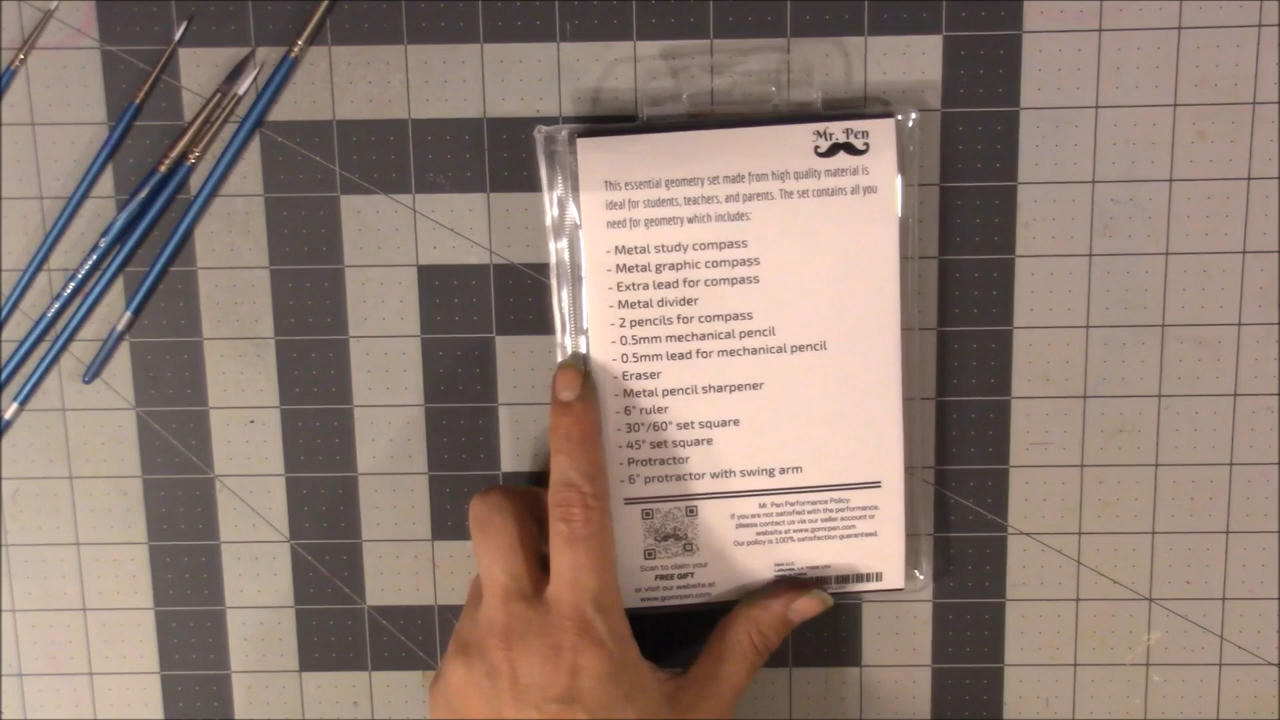 Mr. Pen
This essential geometry set made from high quality material is
ideal for students, teachers, and parents. The set contains all you
need for geometry which includes:
- Metal study compass
- Metal graphic compass
- Extra lead for compass
- Metal divider
- 2 pencils for compass
- 0.5mm mechanical pencil
- 0.5mm lead for mechanical pencil
- Eraser
- Metal pencil sharpener
- 6" ruler
- 30°/60° set square
- 45° set square
- Protractor
- 6" protractor with swing arm
Scan to claim your
FREE GIFT
or visit our website at
www.gomrpen.com
Mr. Pen Performance Policy:
If you are not satisfied with the performance,
please contact us via our seller account or
website at www.gomrpen.com
Our policy is 100% satisfaction guaranteed.